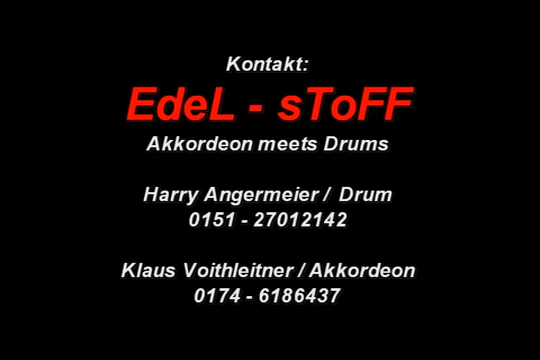 Kontakt:
EdeL - sToFF
Akkordeon meets Drums
Harry Angermeier / Drum
0151 - 27012142
Klaus Voithleitner / Akkordeon
0174 - 6186437